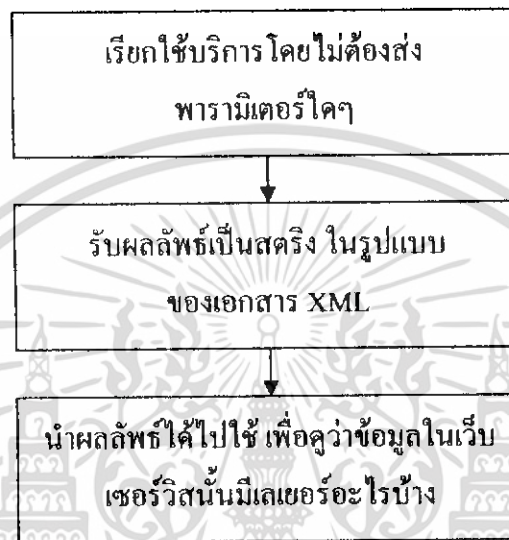 เรียกใช้บริการโดยไม่ต้องส่ง
พารามิเตอร์ใดๆ
รับผลลัพธ์เป็นสตริง ในรูปแบบ
ของเอกสาร XML
นำผลลัพธ์ได้ไปใช้ เพื่อดูว่าข้อมูลในเว็บ
เซอร์วิสนั้นมีเลเยอร์อะไรบ้าง